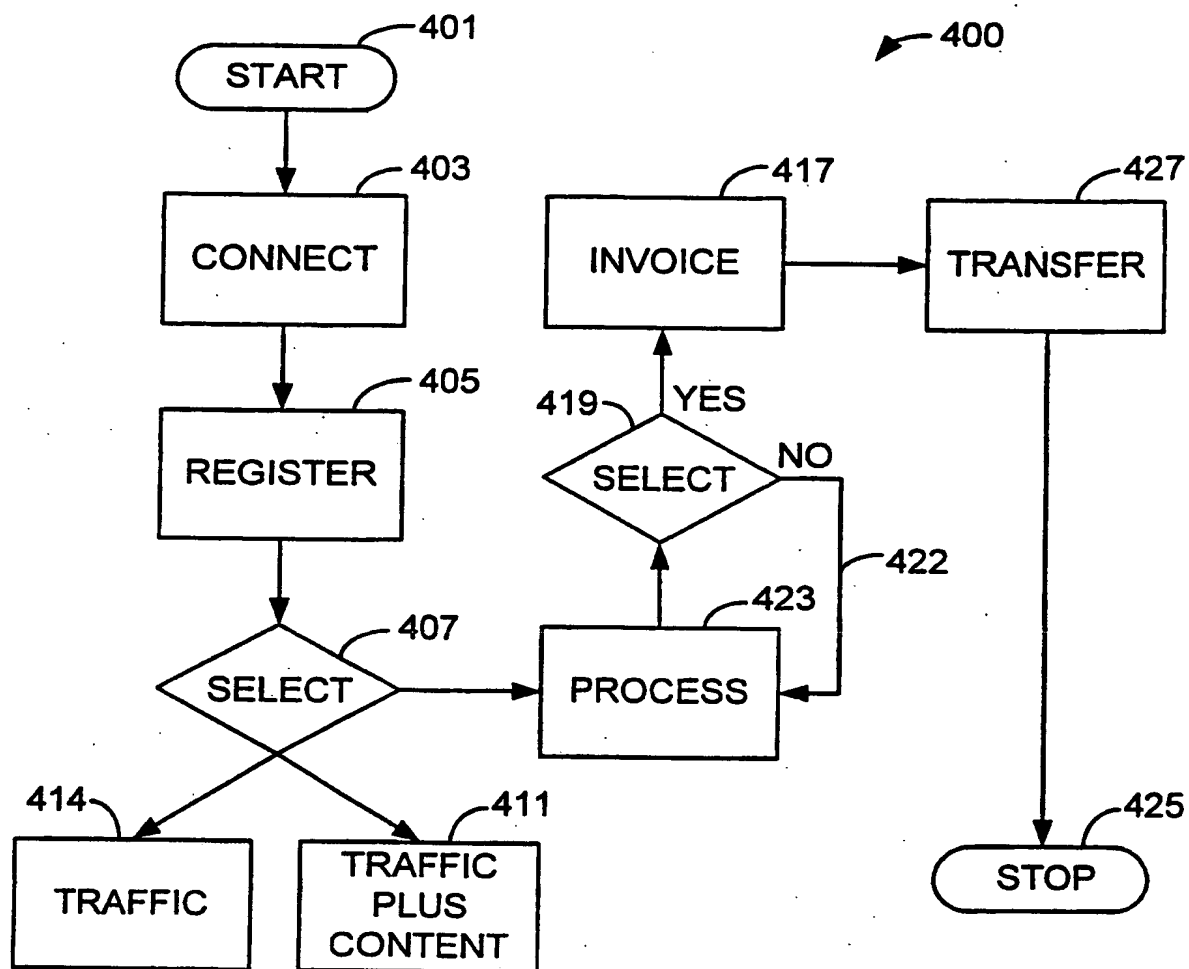 401
START
400
403
CONNECT
417
INVOICE
427
TRANSFER
405
REGISTER
419
YES
SELECT
NO
422
407
SELECT
423
PROCESS
414
TRAFFIC
411
TRAFFIC
PLUS
CONTENT
425
STOP